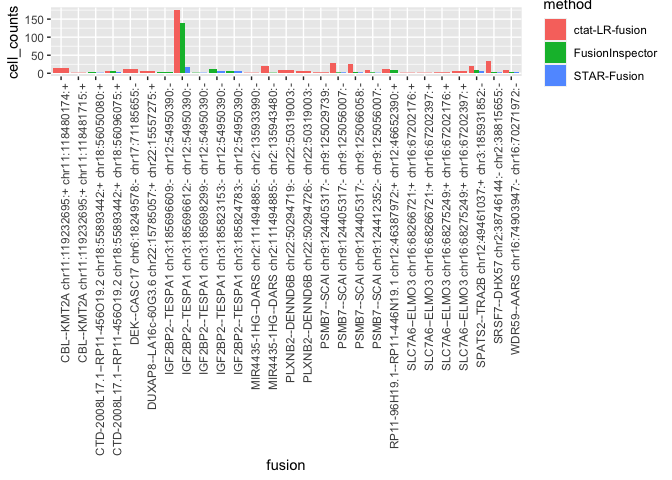 method
ctat-LR-fusion
FusionInspector
STAR-Fusion
cell_counts
150
100
50
0
CBL--KMT2A chr11:119232695:+ chr11:118480174:+
CBL--KMT2A chr11:119232695:+ chr11:118481715:+
CTD-2008L17.1--RP11-456O19.2 chr18:55893442:+ chr18:56050080:+
CTD-2008L17.1--RP11-456O19.2 chr18:55893442:+ chr18:56096075:+
DEK--CASC17 chr6:18249578:- chr17:71185655:-
DUXAP8--LA16c-60G3.6 chr22:15785057:+ chr22:15557275:+
IGF2BP2--TESPA1 chr3:185696609:- chr12:54950390:-
IGF2BP2--TESPA1 chr3:185696612:- chr12:54950390:-
IGF2BP2--TESPA1 chr3:185698299:- chr12:54950390:-
IGF2BP2--TESPA1 chr3:185823153:- chr12:54950390:-
IGF2BP2--TESPA1 chr3:185824783:- chr12:54950390:-
MIR4435-1HG--DARS chr2:111494885:- chr2:135933990:-
MIR4435-1HG--DARS chr2:111494885:- chr2:135943480:-
PLXNB2--DENND6B chr22:50294719:- chr22:50319003:-
PLXNB2--DENND6B chr22:50294726:- chr22:50319003:-
PSMB7--SCAI chr9:124405317:- chr9:125029739:-
PSMB7--SCAI chr9:124405317:- chr9:125056007:-
PSMB7--SCAI chr9:124405317:- chr9:125066058:-
PSMB7--SCAI chr9:124412352:- chr9:125056007:-
RP11-96H19.1--RP11-446N19.1 chr12:46387972:+ chr12:46652390:+
SLC7A6--ELMO3 chr16:68266721:+ chr16:67202176:+
SLC7A6--ELMO3 chr16:68266721:+ chr16:67202397:+
SLC7A6--ELMO3 chr16:68275249:+ chr16:67202176:+
SLC7A6--ELMO3 chr16:68275249:+ chr16:67202397:+
SPATS2--TRA2B chr12:49461037:+ chr3:185931852:-
SRSF7--DHX57 chr2:38746144:- chr2:38815655:-
WDR59--AARS chr16:74903947:- chr16:70271972:-
fusion